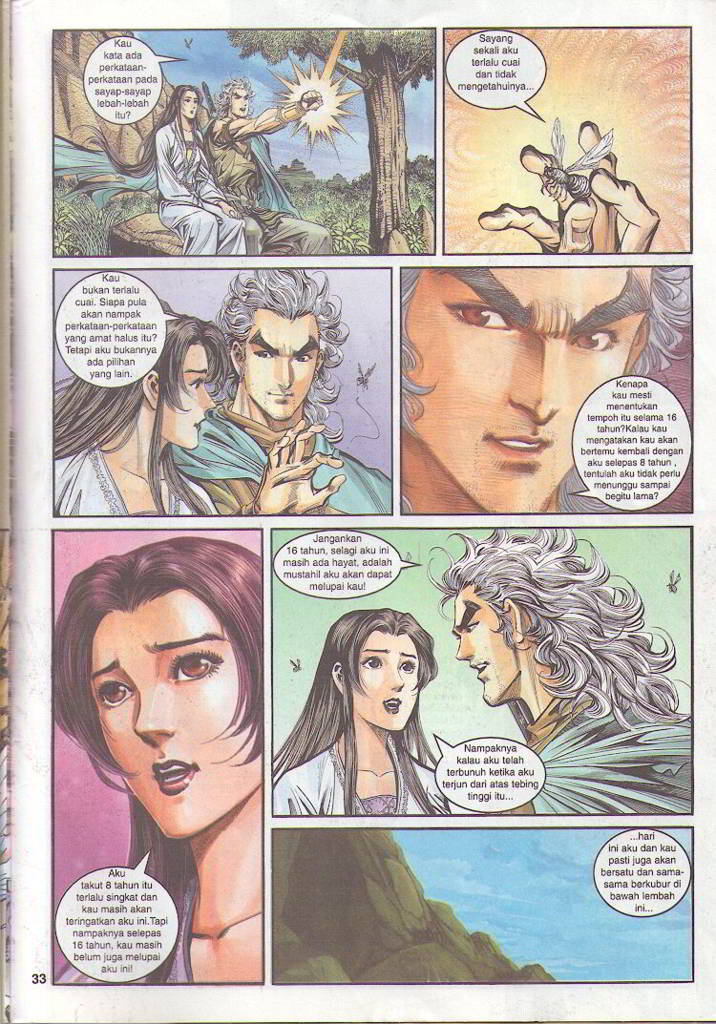 Kau
kata ada
perkataan-
perkataan pada
sayap-sayap
lebah-lebah
itu?
Sayang
sekali aku
terlalu cuai
dan tidak
mengetahuinya...
Kau
bukan terlalu
cuai. Siapa pula
akan nampak
perkataan-perkataan
yang amat halus itu?
Tetapi aku bukannya
ada pilihan
yang lain.
Kenapa
kau mesti
menentukan
tempoh itu selama 16
tahun?Kalau kau
mengatakan kau akan
bertemu kembali dengan
aku selepas 8 tahun ,
tentulah aku tidak perlu
menunggu sampai
begitu lama?
Jangankan
16 tahun, selagi aku ini
masih ada hayat, adalah
mustahil aku akan dapat
melupai kau!
Nampaknya
kalau aku telah
terbunuh ketika aku
terjun dari atas tebing
tinggi itu...
Aku
takut 8 tahun itu
terlalu singkat dan
kau masih akan
teringatkan aku ini.Tapi
nampaknya selepas
16 tahun, kau masih
belum juga melupai
aku ini!
...hari
ini aku dan kau
pasti juga akan
bersatu dan sama-
sama berkubur di
bawah lembah
ini...
33